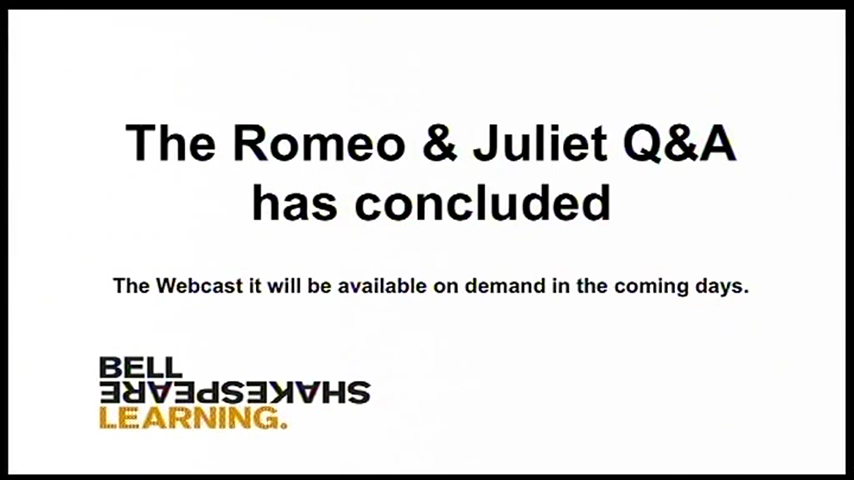 The Romeo & Juliet Q&A
has concluded
The Webcast it will be available on demand in the coming days.
BELL
SHAKESPEARE
LEARNING.